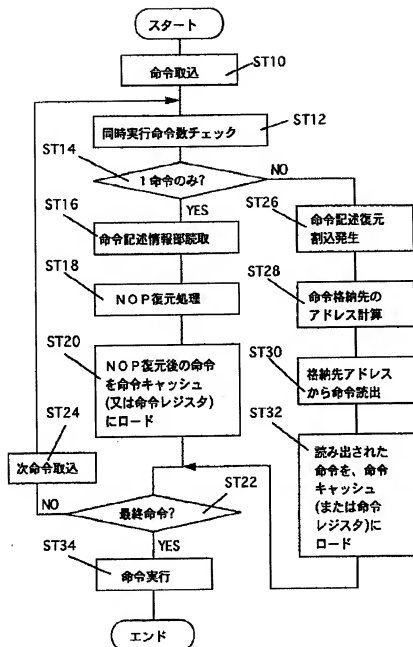 スタート
命令取込
ST10
同時実行命令数チェック
ST12
ST14
1命令のみ?
NO
YES
ST16
命令記述情報部読取
ST18
NOP復元処理
ST20
NOP復元後の命令
を命令キャッシュ
(又は命令レジスタ)
にロード
ST24
次命令取込
NO
最終命令?
ST22
YES
ST34
命令実行
エンド
ST26
命令記述復元
割込発生
ST28
命令格納先の
アドレス計算
ST30
格納先アドレス
から命令読出
ST32
読み出された
命令を、命令
キャッシュ
(または命令
レジスタ)に
ロード